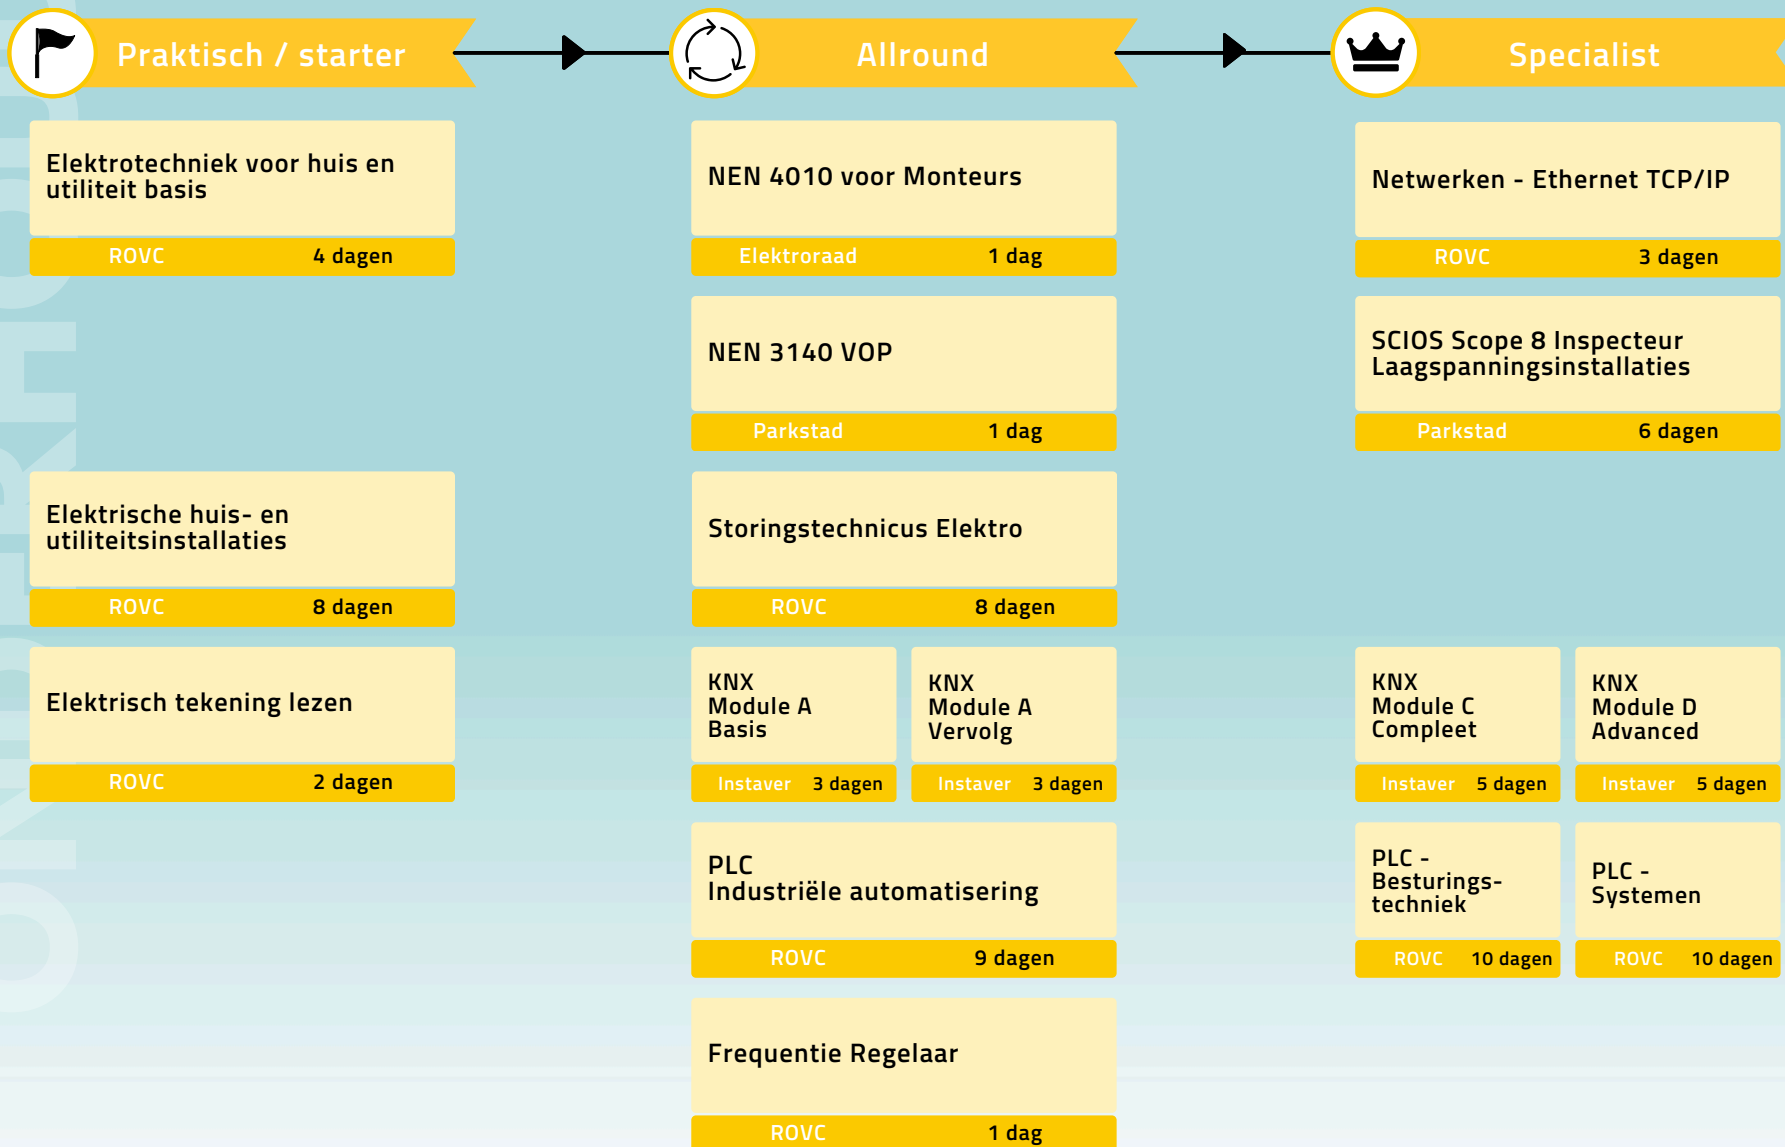 Praktisch / starter
Allround
Specialist
Elektrotechniek voor huis en
utiliteit basis
ROVC 4 dagen
NEN 4010 voor Monteurs
Elektroraad 1 dag
Netwerken - Ethernet TCP/IP
ROVC 3 dagen
NEN 3140 VOP
Parkstad 1 dag
SCIOS Scope 8 Inspecteur
Laagspanningsinstallaties
Parkstad 6 dagen
Elektrische huis- en
utiliteitsinstallaties
ROVC 8 dagen
Storingstechnicus Elektro
ROVC 8 dagen
Elektrisch tekening lezen
ROVC 2 dagen
KNX
Module A
Basis
Instaver 3 dagen
KNX
Module A
Vervolg
Instaver 3 dagen
KNX
Module C
Compleet
Instaver 5 dagen
KNX
Module D
Advanced
Instaver 5 dagen
PLC
Industriële automatisering
ROVC 9 dagen
PLC -
Besturings-
techniek
ROVC 10 dagen
PLC -
Systemen
ROVC 10 dagen
Frequentie Regelaar
ROVC 1 dag